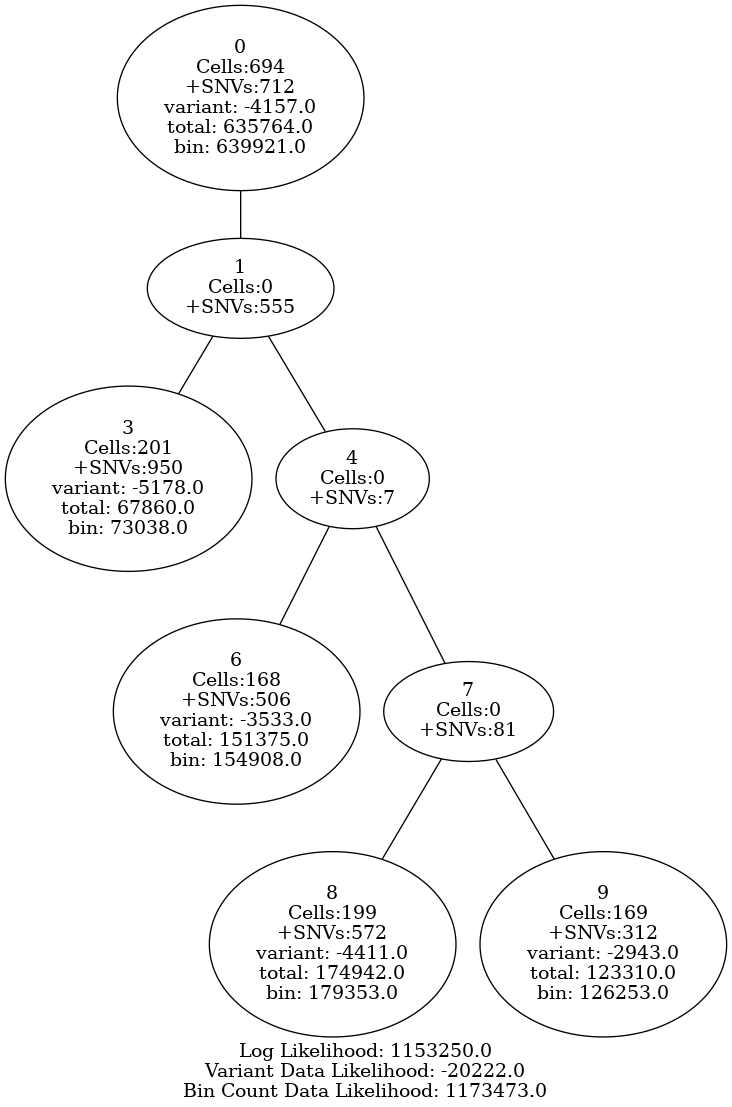 0
Cells:694
+SNVs:712
variant: -4157.0
total: 635764.0
bin: 639921.0
1
Cells:0
+SNVs:555
3
Cells:201
+SNVs:950
variant: -5178.0
total: 67860.0
bin: 73038.0
4
Cells:0
+SNVs:7
6
Cells:168
+SNVs:506
variant: -3533.0
total: 151375.0
bin: 154908.0
7
Cells:0
+SNVs:81
8
Cells:199
+SNVs:572
variant: -4411.0
total: 174942.0
bin: 179353.0
9
Cells:169
+SNVs:312
variant: -2943.0
total: 123310.0
bin: 126253.0
Log Likelihood: 1153250.0
Variant Data Likelihood: -20222.0
Bin Count Data Likelihood: 1173473.0